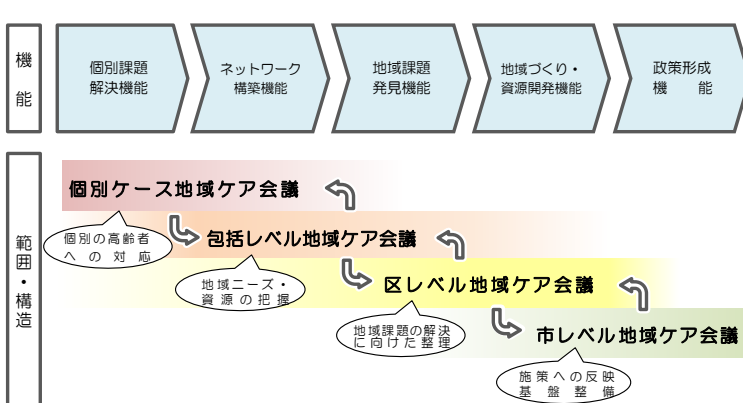 機
能
個別課題
解決機能
ネットワーク
構築機能
地域課題
発見機能
地域づくり・
資源開発機能
政策形成
機　　能
範囲・構造
個別ケース地域ケア会議
個別の高齢者
への対応
包括レベル地域ケア会議
地域ニーズ・
資源の把握
区レベル地域ケア会議
地域課題の解決
に向けた整理
市レベル地域ケア会議
施策への反映
基盤整備